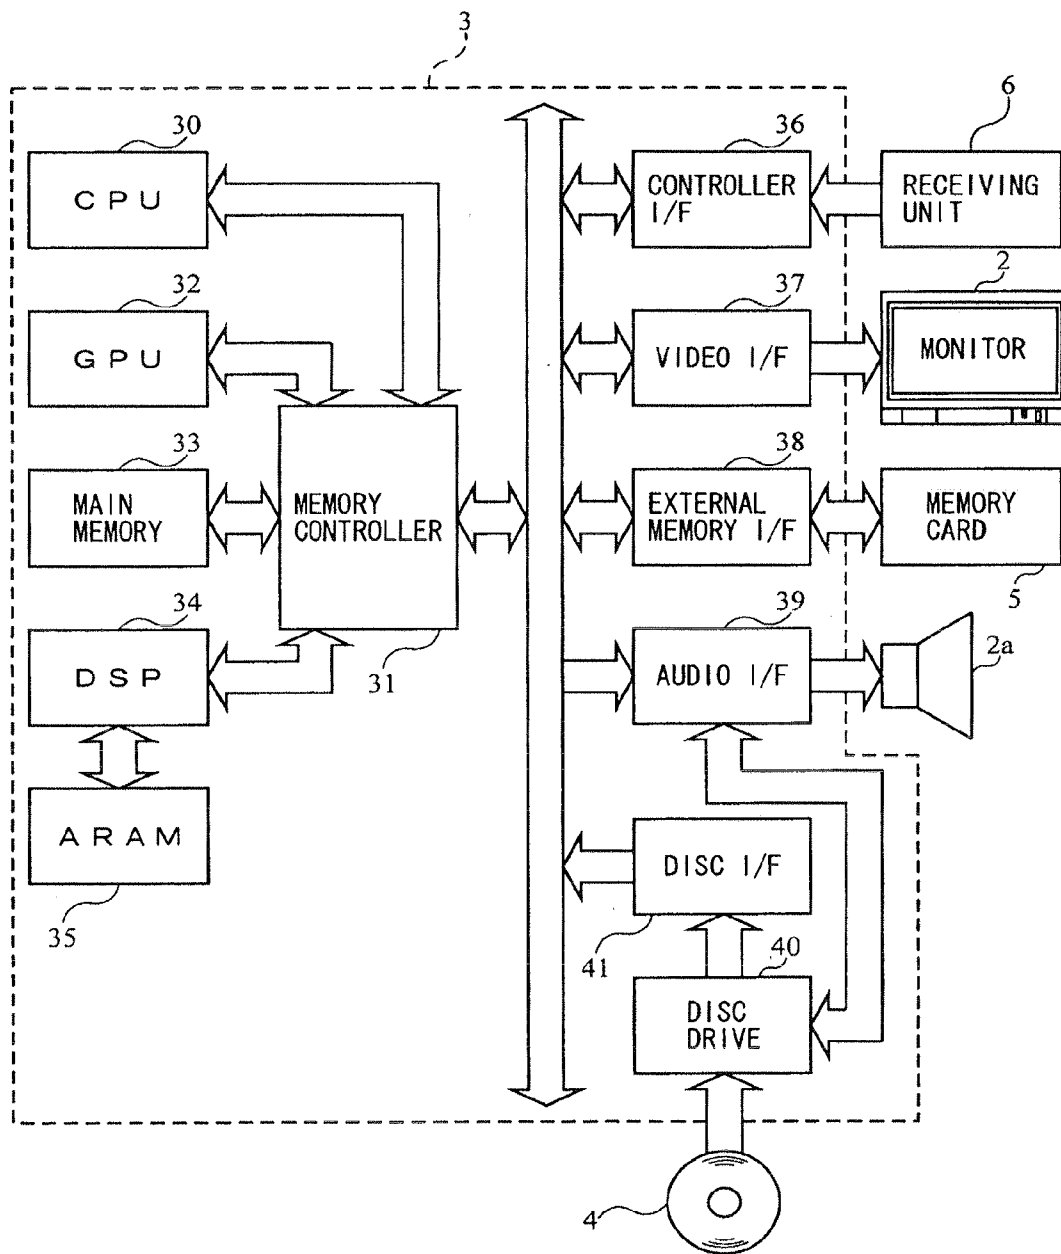 3
30
CPU
36
CONTROLLER
I/F
6
RECEIVING
UNIT
32
GPU
37
VIDEO I/F
2
MONITOR
33
MAIN
MEMORY
MEMORY
CONTROLLER
31
38
EXTERNAL
MEMORY I/F
MEMORY
CARD
5
34
DSP
39
AUDIO I/F
2a
ARAM
35
DISC I/F
41
40
DISC
DRIVE
4